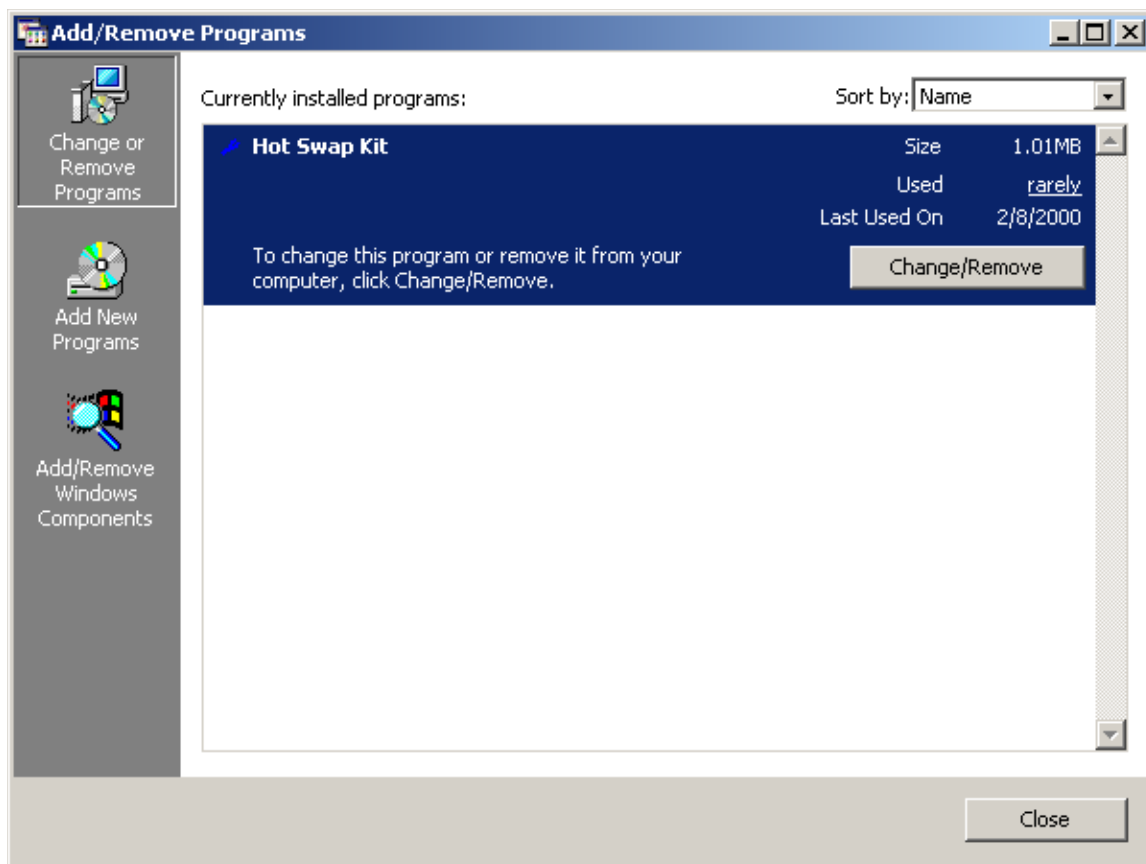 Add/Remove Programs
Change or
Remove
Programs
Add New
Programs
Add/Remove
Windows
Components
Currently installed programs:
Sort by: Name
Hot Swap Kit
Size 1.01MB
Used rarely
Last Used On 2/8/2000
To change this program or remove it from your
computer, click Change/Remove.
Change/Remove
Close